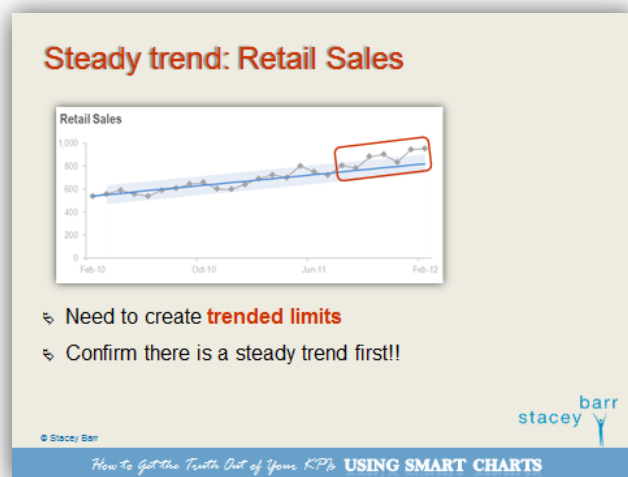 Steady trend: Retail Sales
Retail Sales
1,000
800
600
400
200
0
Feb-10 Oct-10 Jun-11 Feb-12
Need to create trended limits
Confirm there is a steady trend first!!
stacey barr
© Stacey Barr
How to Get the Truth Out of Your KPIs USING SMART CHARTS